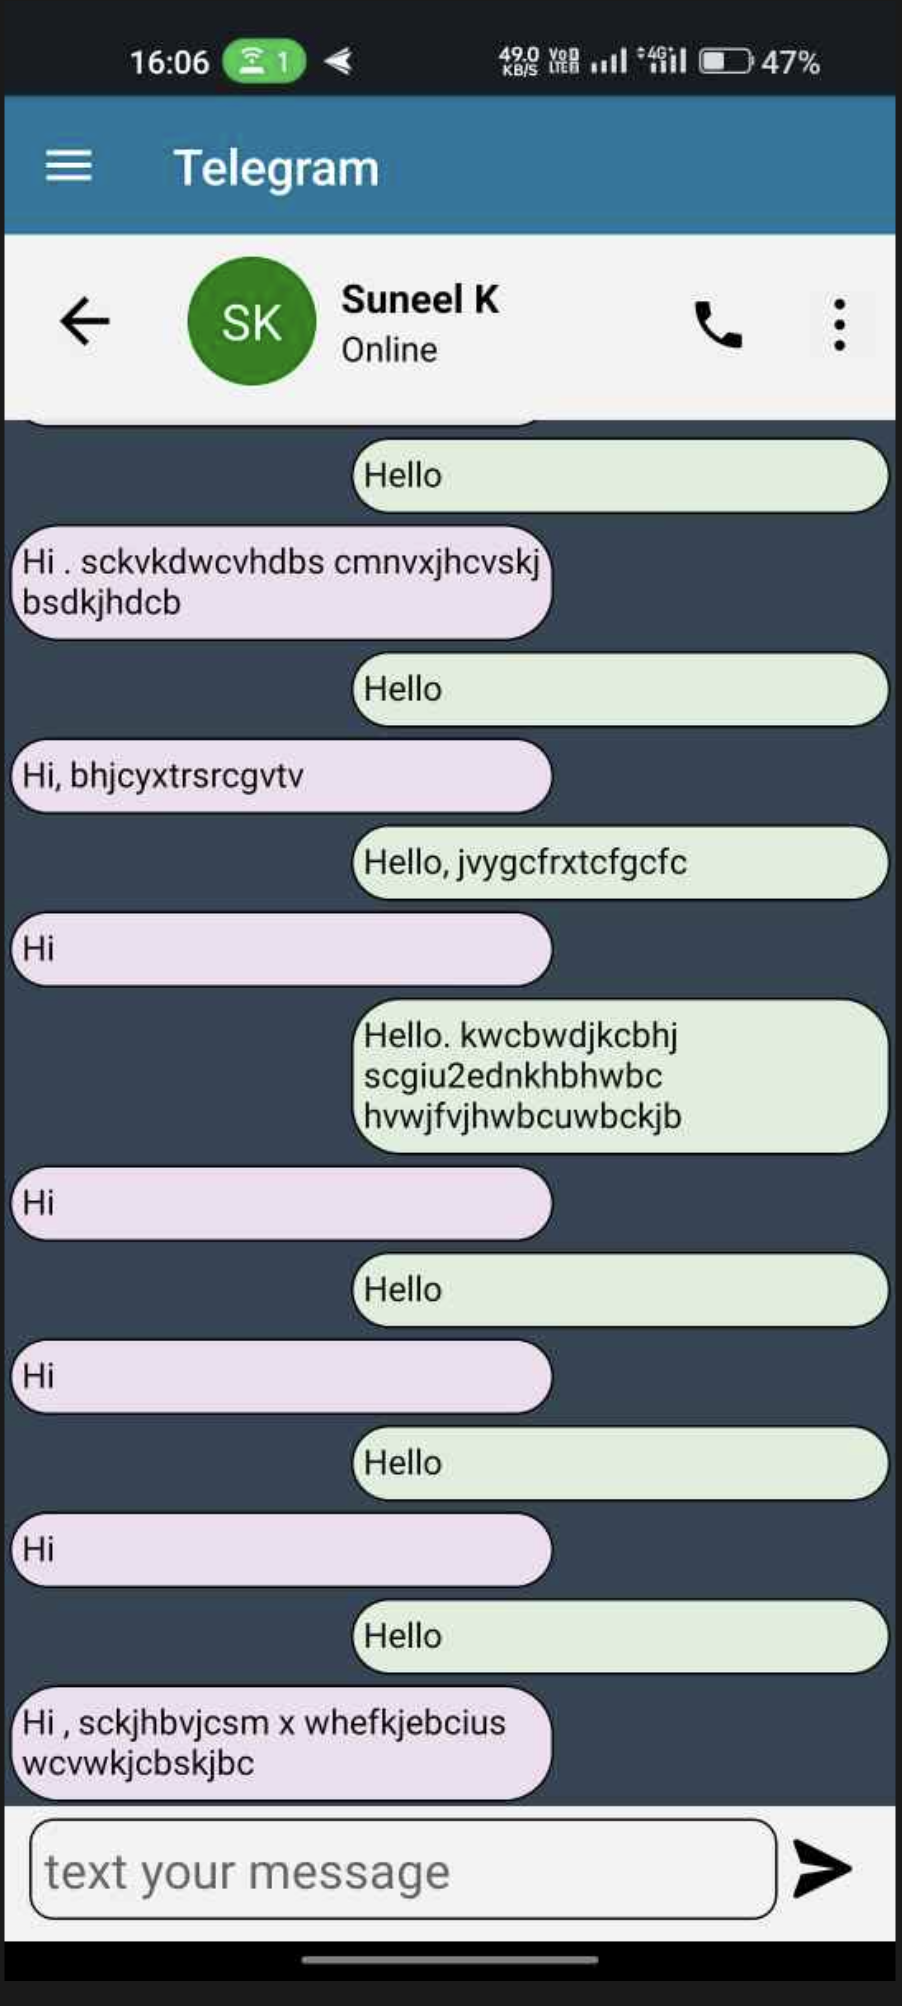 16:06 1 49.0 KB/S VoD LTE 4G+ 47%
Telegram
SK
Suneel K
Online
Hello
Hi . sckvkdwcvhdbs cmnvxjhcvskj
bsdkjhdcb
Hello
Hi, bhjcyxtrsrcgvtv
Hello, jvygcfrxtcfgcfc
Hi
Hello. kwcbwdjkcbhj
scgiu2ednkhbhwbc
hvwjfvjhwbcuwbckjb
Hi
Hello
Hi
Hello
Hi
Hello
Hi , sckjhbvjcsm x whefkjebcius
wcvwkjcbskjbc
text your message